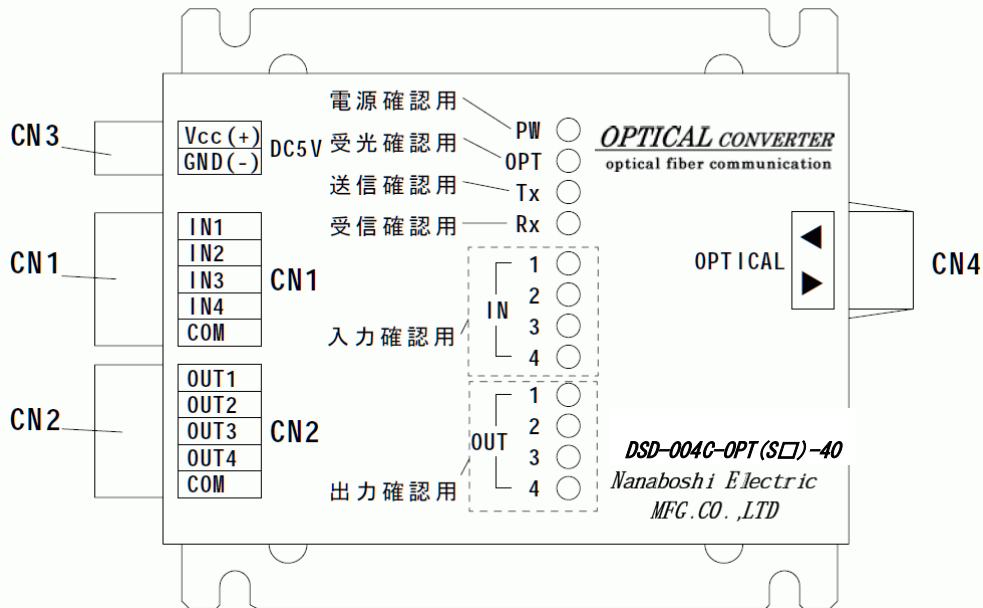 電源確認用
PW
OPTICAL CONVERTER
optical fiber communication
CN3
Vcc(+)
GND(-)
DC5V
受光確認用
OPT
送信確認用
Tx
受信確認用
Rx
CN1
IN1
IN2
IN3
IN4
COM
CN1
入力確認用
IN
1
2
3
4
OPTICAL
◀
▶
CN4
CN2
OUT1
OUT2
OUT3
OUT4
COM
CN2
出力確認用
OUT
1
2
3
4
DSD-004C-OPT(S□)-40
Nanaboshi Electric
MFG.CO.,LTD